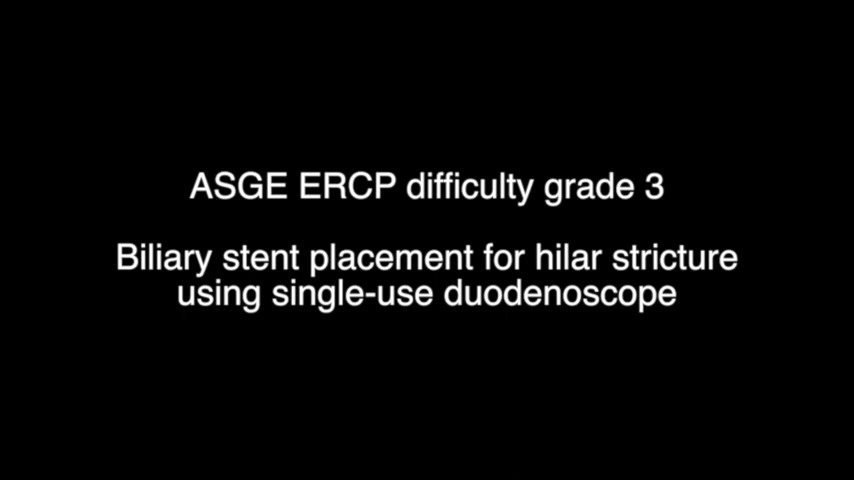 ASGE ERCP difficulty grade 3
Biliary stent placement for hilar stricture
using single-use duodenoscope